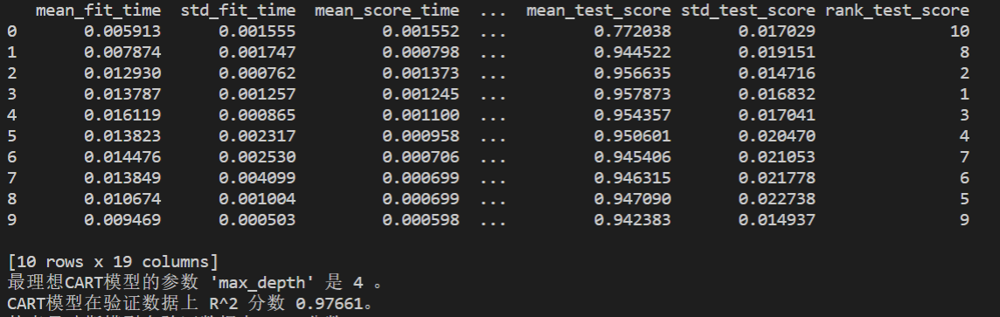 mean_fit_time std_fit_time mean_score_time ... mean_test_score std_test_score rank_test_score
0 0.005913 0.001555 0.001552 ... 0.772038 0.017029 10
1 0.007874 0.001747 0.000798 ... 0.944522 0.019151 8
2 0.012930 0.000762 0.001373 ... 0.956635 0.014716 2
3 0.013787 0.001257 0.001245 ... 0.957873 0.016832 1
4 0.016119 0.000865 0.001100 ... 0.954357 0.017041 3
5 0.013823 0.002317 0.000958 ... 0.950601 0.020470 4
6 0.014476 0.002530 0.000706 ... 0.945406 0.021053 7
7 0.013849 0.004099 0.000699 ... 0.946315 0.021778 6
8 0.010674 0.001004 0.000699 ... 0.947090 0.022738 5
9 0.009469 0.000503 0.000598 ... 0.942383 0.014937 9
[10 rows x 19 columns]
最理想CART模型的参数 'max_depth' 是 4 。
CART模型在验证数据上 R^2 分数 0.97661。